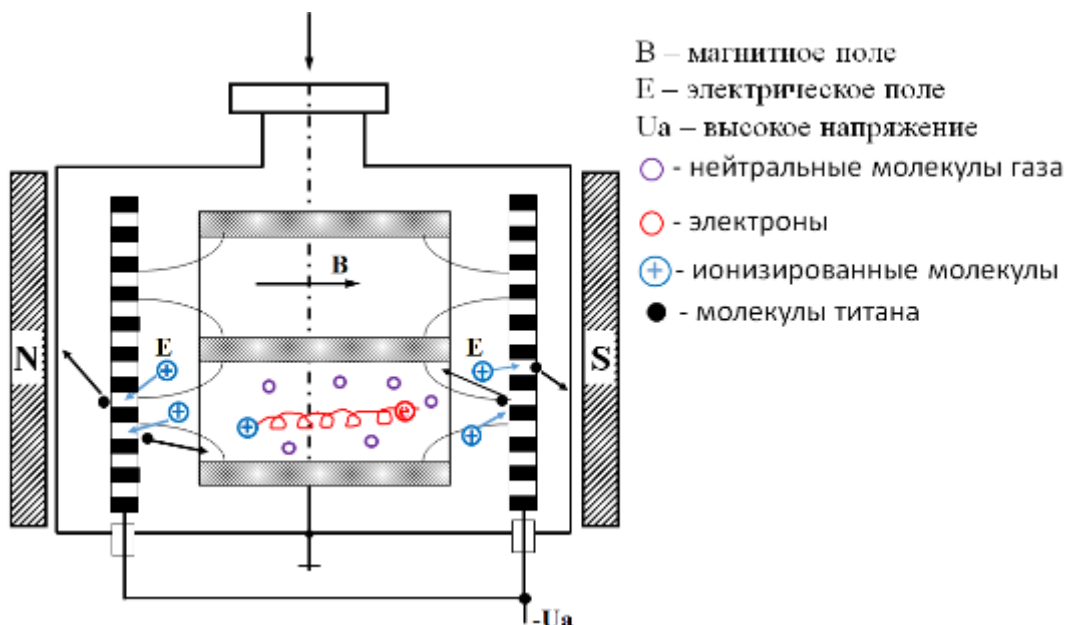 B – магнитное поле
E – электрическое поле
Ua – высокое напряжение
- нейтральные молекулы газа
- электроны
+ - ионизированные молекулы
- молекулы титана
B
N
E
+
+
+
e
E
+
+
S
-Ua